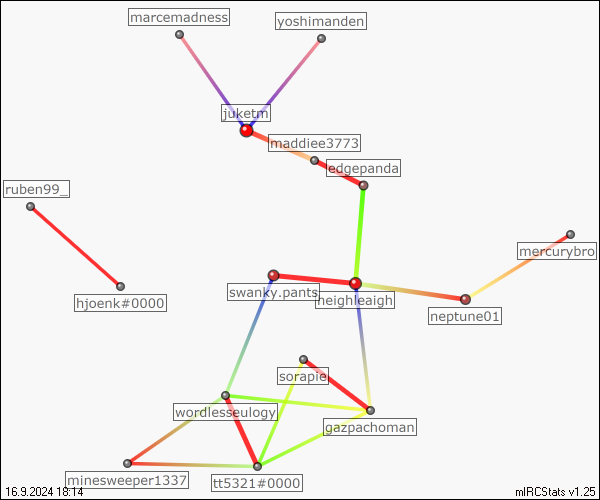 marcemadness
yoshimanden
juketm
maddiee3773
edgepanda
ruben99_
mercurybro
swanky.pants
neighleaigh
hjoenk#0000
neptune01
sorapie
wordlesseulogy
gazpachoman
minesweeper1337
tt5321#0000
16.9.2024 18:14
mIRCStats v1.25